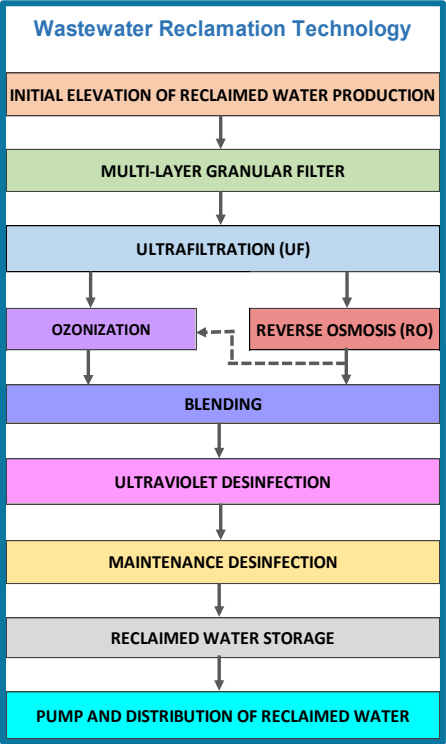 Wastewater Reclamation Technology
INITIAL ELEVATION OF RECLAIMED WATER PRODUCTION
MULTI-LAYER GRANULAR FILTER
ULTRAFILTRATION (UF)
OZONIZATION
REVERSE OSMOSIS (RO)
BLENDING
ULTRAVIOLET DESINFECTION
MAINTENANCE DESINFECTION
RECLAIMED WATER STORAGE
PUMP AND DISTRIBUTION OF RECLAIMED WATER